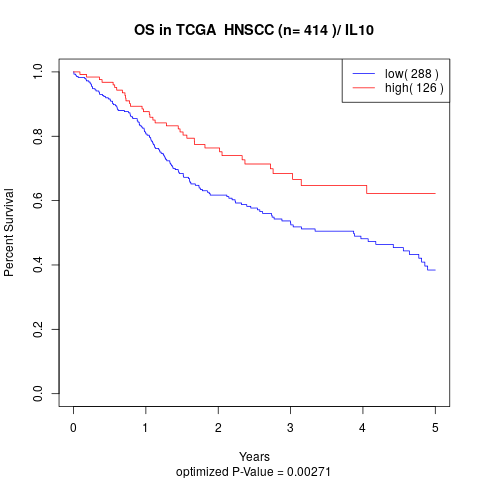 OS in TCGA  HNSCC (n= 414 )/ IL10
low( 288 )
high( 126 )
Percent Survival
1.0
0.8
0.6
0.4
0.2
0.0
0 1 2 3 4 5
Years
optimized P-Value = 0.00271